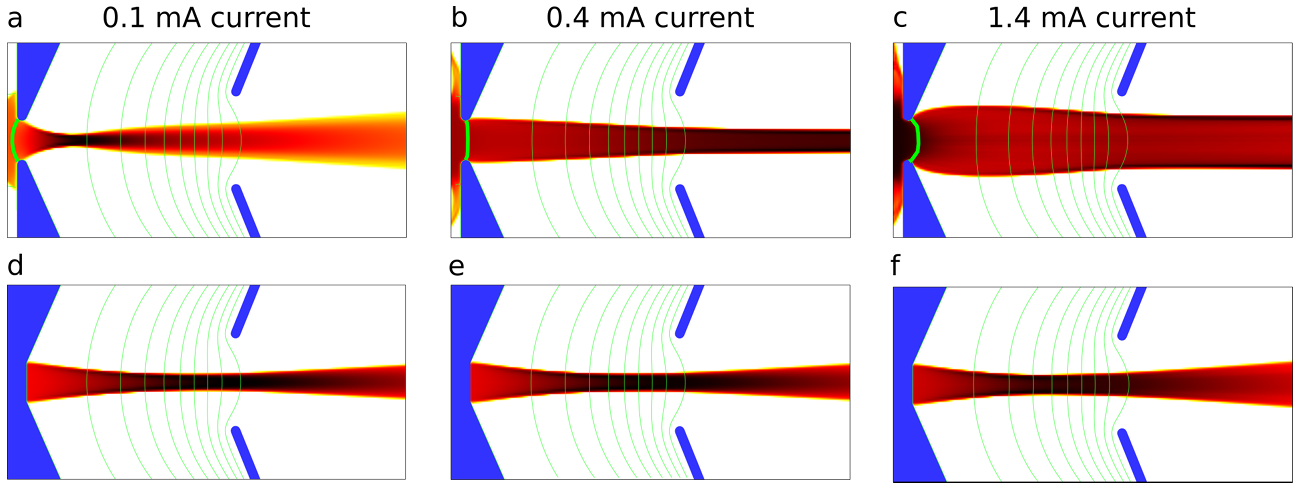 a 0.1 mA current
b 0.4 mA current
c 1.4 mA current
d
e
f